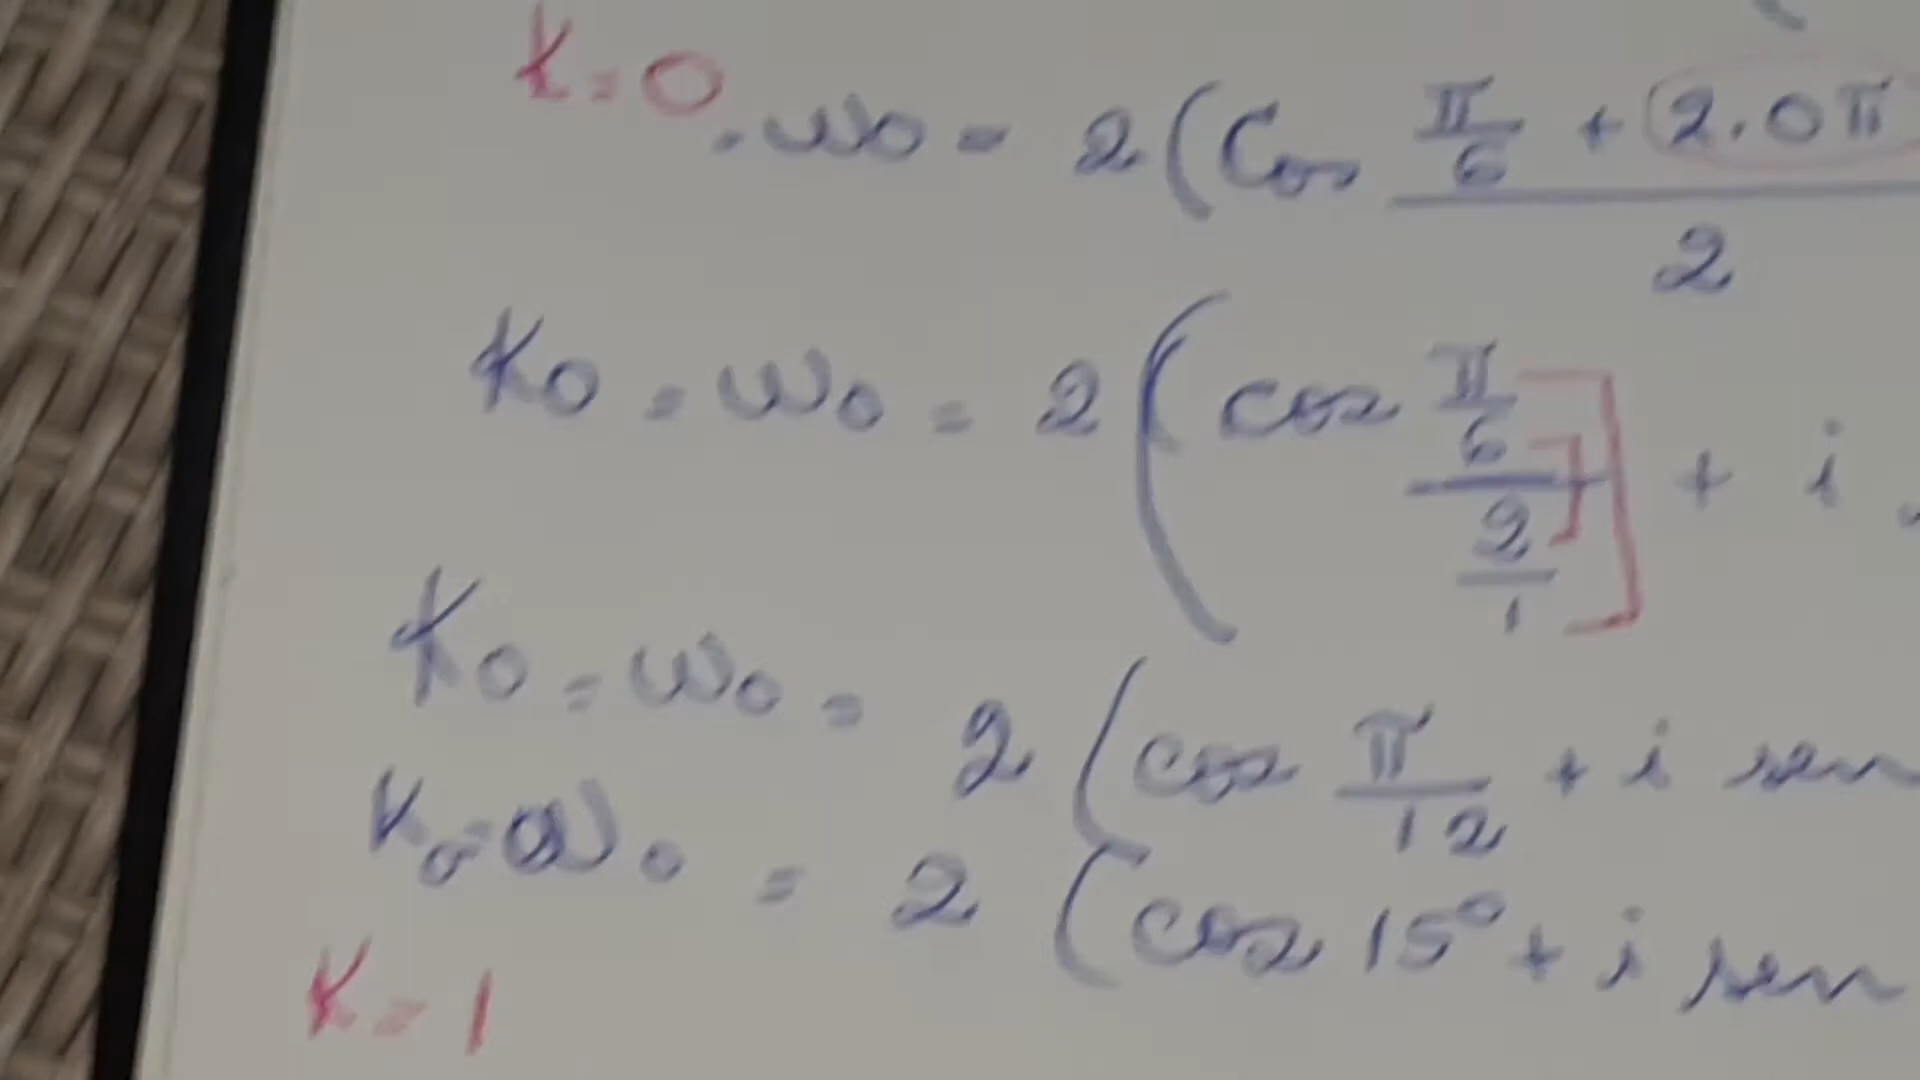 K=0
. w0 = 2 ( Cos π/6 + 2.0π / 2
K0 = w0 = 2 ( cos π/6 / 2/1 + i
K0 = w0 = 2 ( cos π/12 + i sen
K0 = w0 = 2 ( cos 15° + i sen
K = 1